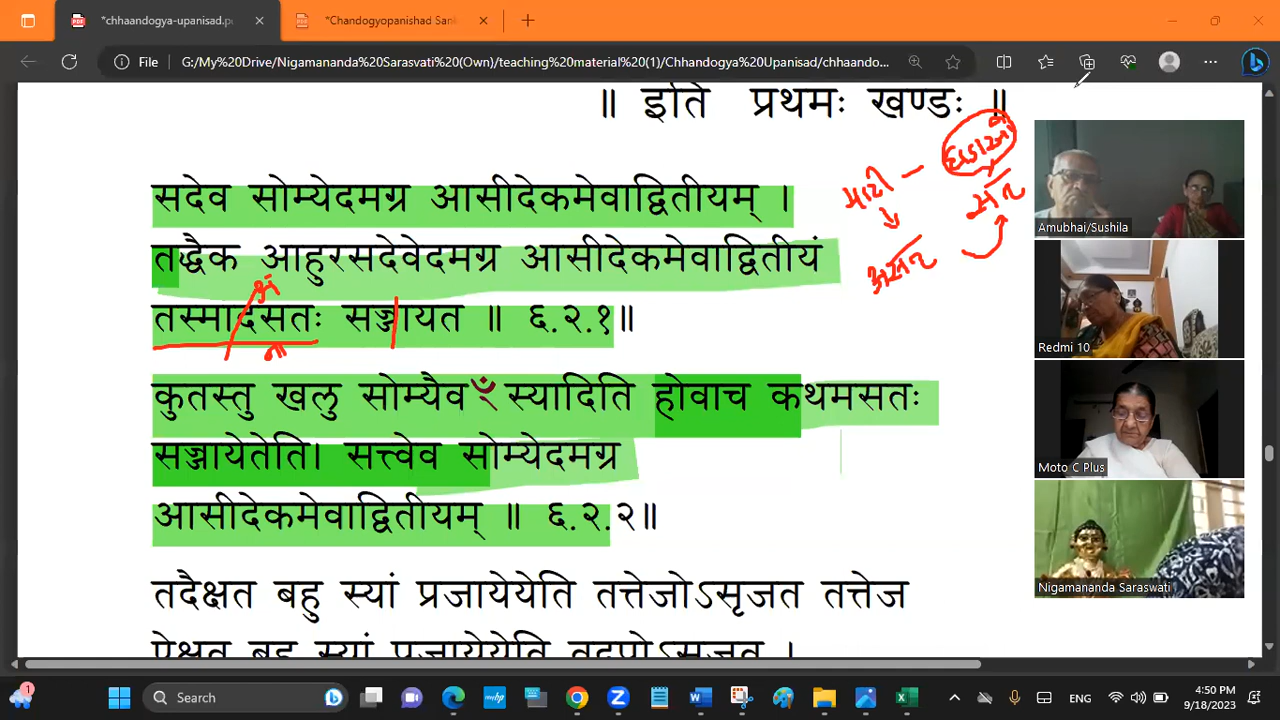 *chhaandogya-upanisad.pu
*Chandogyopanishad San
File
G:/My%20Drive/Nigamananda%20Sarasvati%20(Own)/teaching%20material%20(1)/Chhandogya%20Upanisad/chhaando...
॥ इति प्रथमः खण्डः ॥
सदेव सोम्येदमग्र आसीदेकमेवाद्वितीयम् ।
तद्धैक आहुरसदेवेदमग्र आसीदेकमेवाद्वितीयं
तस्मादसतः सज्जायत ॥ ६.२.१॥
कुतस्तु खलु सोम्यैवꣳ स्यादिति होवाच कथमसतः
सज्जायेतेति। सत्त्वेव सोम्येदमग्र
आसीदेकमेवाद्वितीयम् ॥ ६.२.२॥
तदैक्षत बहु स्यां प्रजायेयेति तत्तेजोऽसृजत तत्तेज
Amubhai/Sushila
Redmi 10
Moto C Plus
Nigamananda Saraswati
1
Search
ENG
4:50 PM
9/18/2023